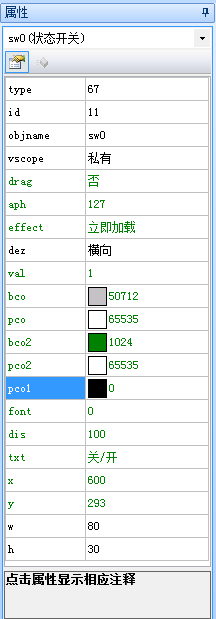 属性
sw0(状态开关)
type 67
id 11
objname sw0
vscope 私有
drag 否
aph 127
effect 立即加载
dez 横向
val 1
bco 50712
pco 65535
bco2 1024
pco2 65535
pco1 0
font 0
dis 100
txt 关/开
x 600
y 293
w 80
h 30
点击属性显示相应注释